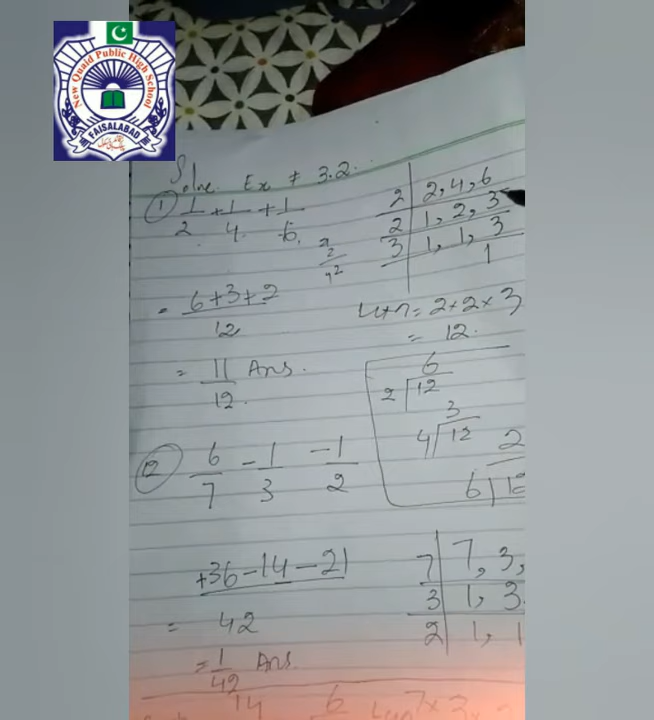 New Quaid Public High School
FAISALABAD
Solve Ex # 3.2.
① 1/2 + 1/4 + 1/6.
= 6+3+2/12
= 11/12 Ans.
2 | 2, 4, 6
2 | 1, 2, 3
3 | 1, 1, 3
1
= 2×2×3
= 12.
6
2 | 12
3
4 | 12
2
6 | 12
② 6/7 - 1/3 - 1/2
= +36-14-21/42
= 1/42 Ans
7 | 7, 3,
3 | 1, 3
2 | 1, 1